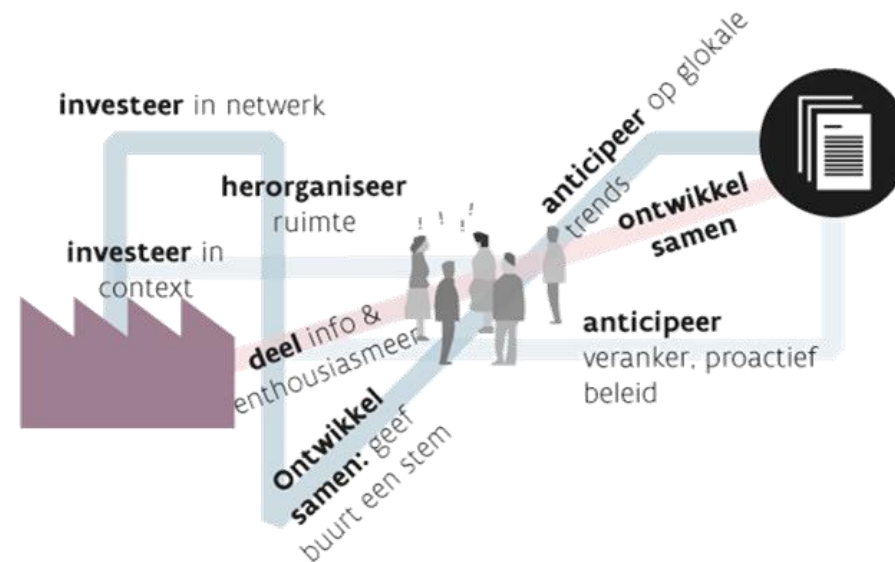 investeer in netwerk
herorganiseer
ruimte
investeer in
context
deel info &
enthousiasmeer
Ontwikkel
samen: geef
buurt een stem
anticipeer op glokale
trends
ontwikkel
samen
anticipeer
veranker, proactief
beleid